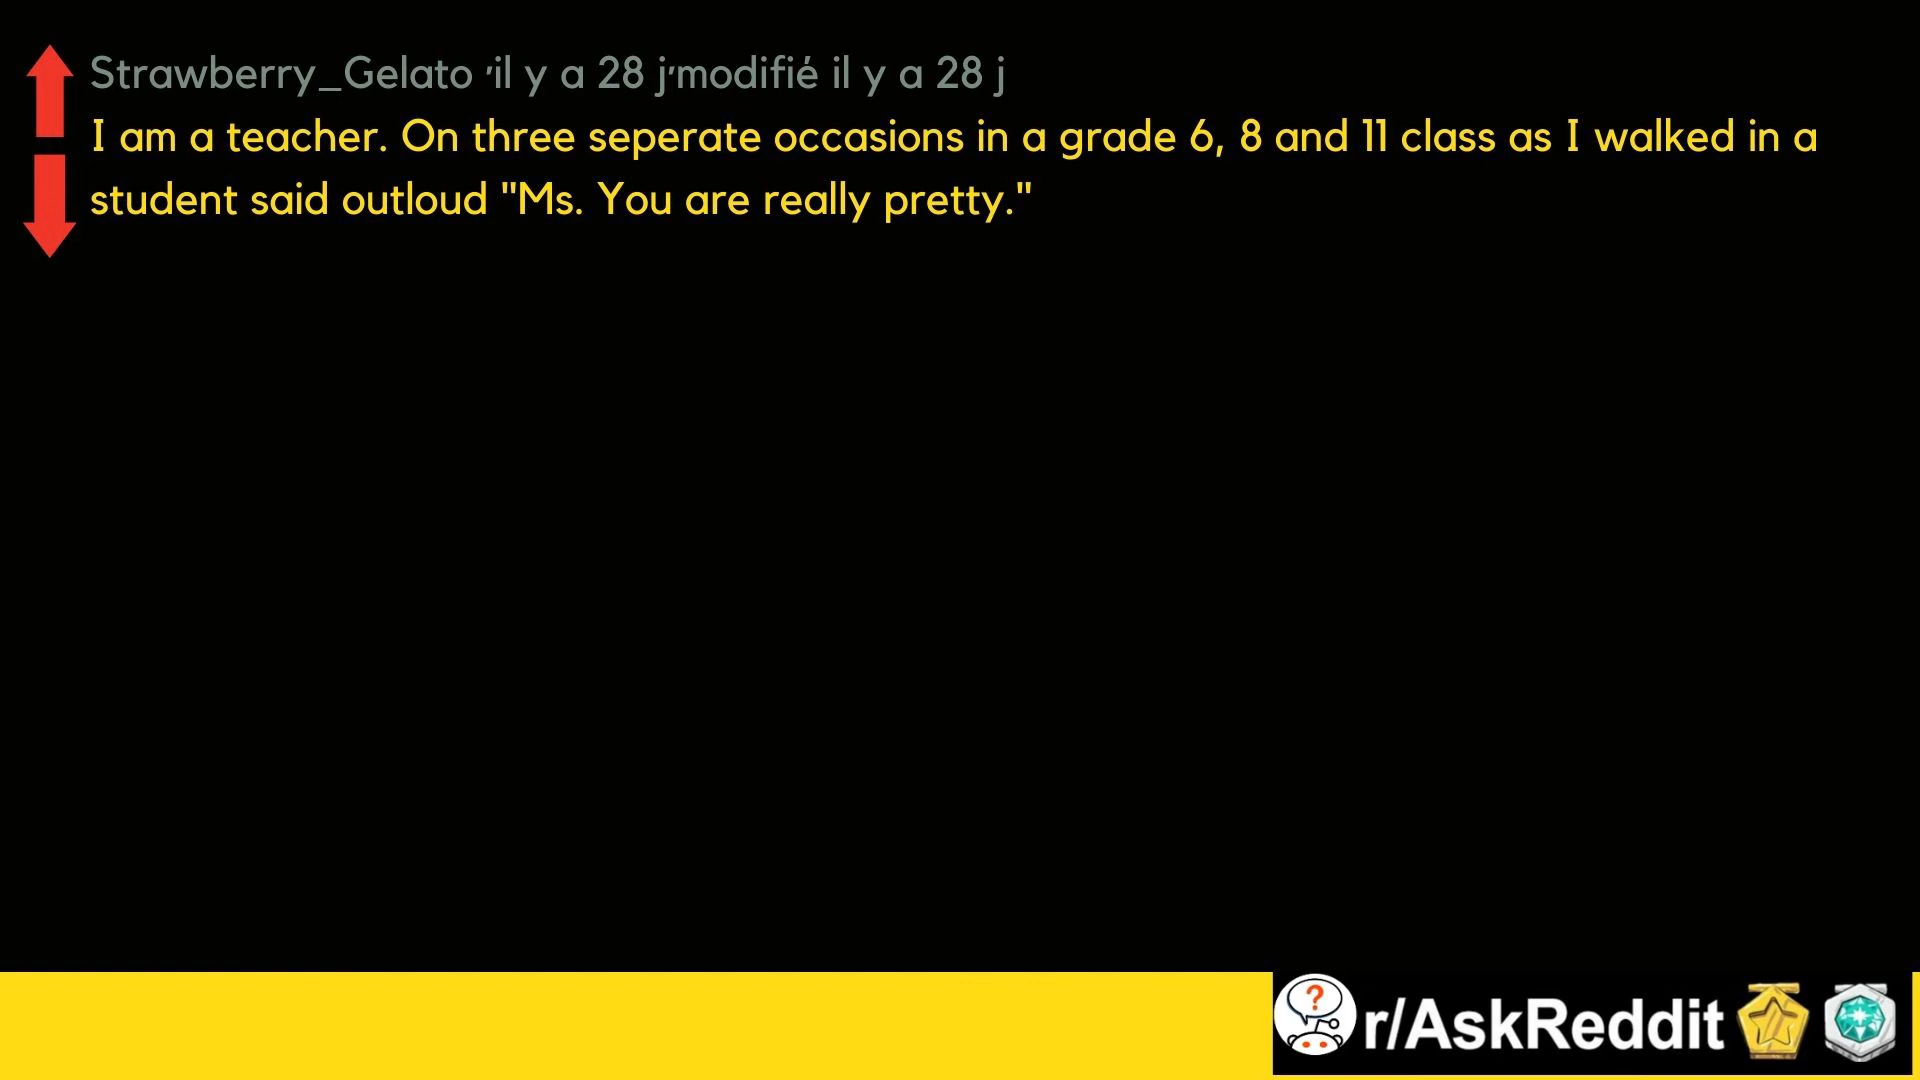 Strawberry_Gelato ·il y a 28 j·modifié il y a 28 j
I am a teacher. On three seperate occasions in a grade 6, 8 and 11 class as I walked in a
student said outloud "Ms. You are really pretty."
?
r/AskReddit